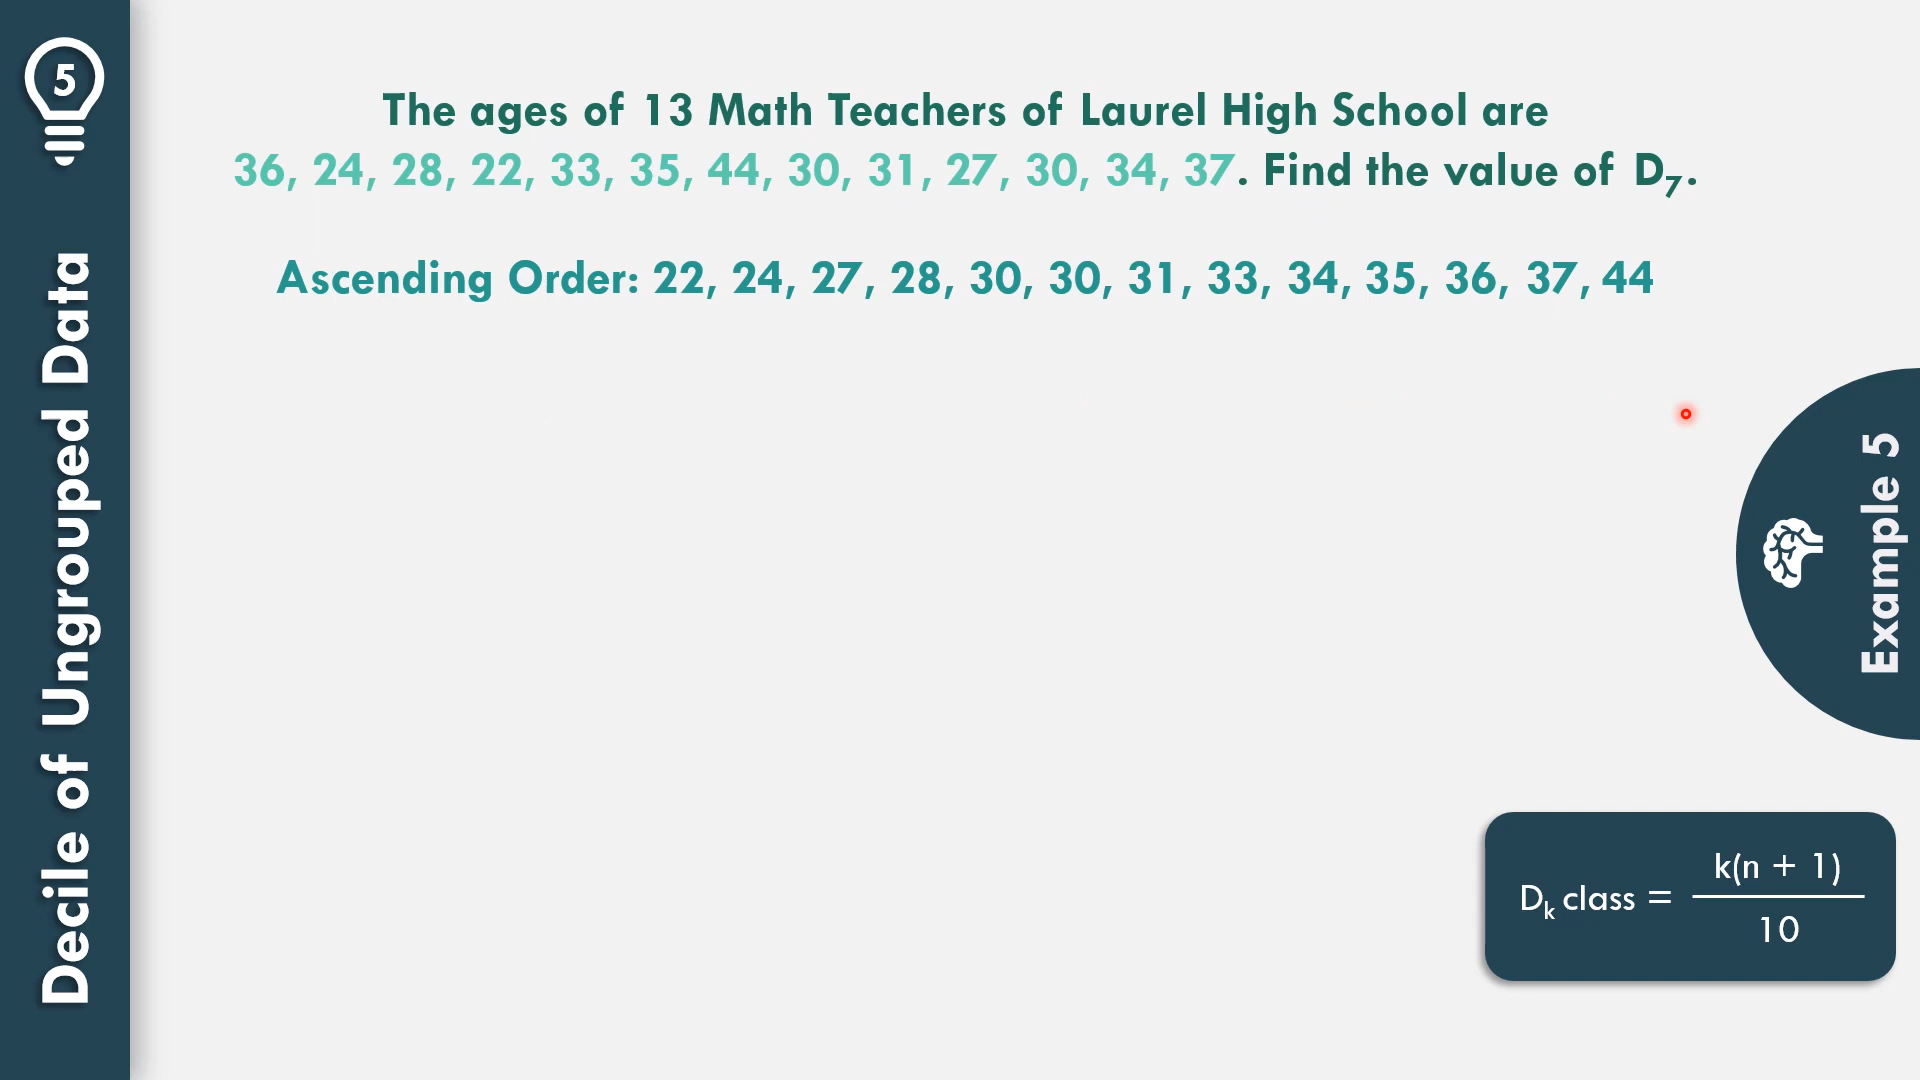 5
Decile of Ungrouped Data
The ages of 13 Math Teachers of Laurel High School are
36, 24, 28, 22, 33, 35, 44, 30, 31, 27, 30, 34, 37. Find the value of D₇.
Ascending Order: 22, 24, 27, 28, 30, 30, 31, 33, 34, 35, 36, 37, 44
Example 5
k(n + 1)
Dₖ class =
10